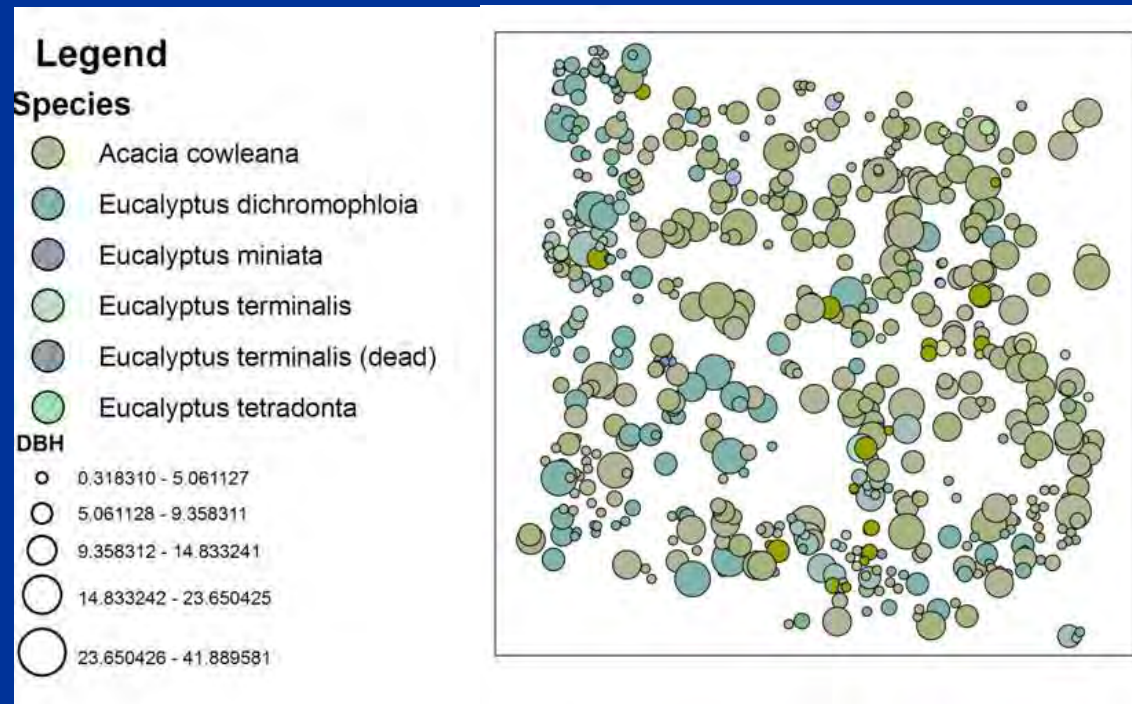 Legend
Species
Acacia cowleana
Eucalyptus dichromophloia
Eucalyptus miniata
Eucalyptus terminalis
Eucalyptus terminalis (dead)
Eucalyptus tetradonta
DBH
0.318310 - 5.061127
5.061128 - 9.358311
9.358312 - 14.833241
14.833242 - 23.650425
23.650426 - 41.889581